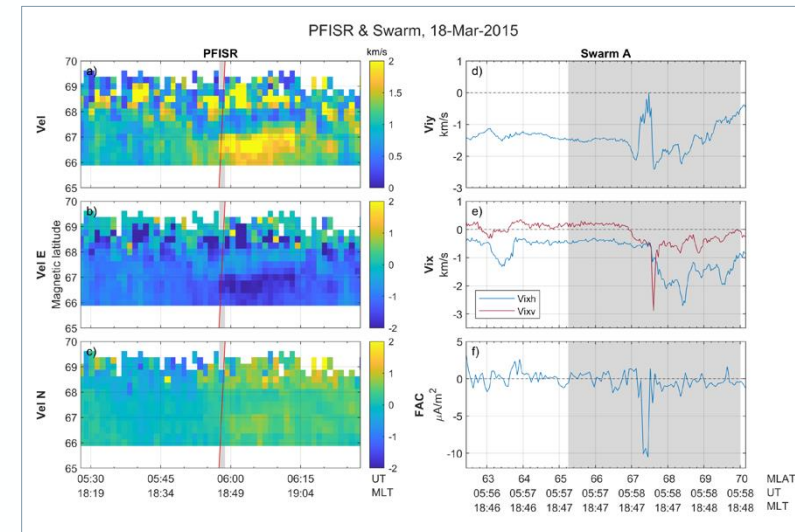 PFISR & Swarm, 18-Mar-2015
PFISR
km/s
Swarm A
a)
Vel
70
69
68
67
66
65
2
1.5
1
0.5
0
d)
Viy
km/s
1
0
-1
-2
-3
b)
Vel E
Magnetic latitude
70
69
68
67
66
65
2
1
0
-1
-2
e)
Vix
km/s
1
0
-1
-2
-3
Vixh
Vixv
c)
Vel N
70
69
68
67
66
65
2
1
0
-1
-2
f)
FAC
µA/m²
5
0
-5
-10
05:30 05:45 06:00 06:15 UT
18:19 18:34 18:49 19:04 MLT
63 64 65 66 67 68 69 70 MLAT
05:56 05:57 05:57 05:57 05:58 05:58 05:58 05:58 UT
18:46 18:46 18:47 18:47 18:47 18:47 18:48 18:48 MLT